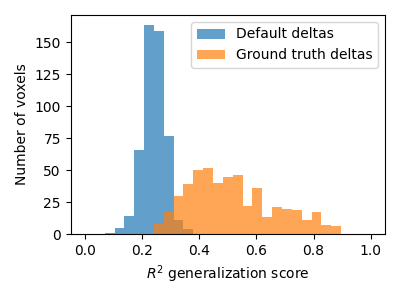 Default deltas
Ground truth deltas
Number of voxels
150
125
100
75
50
25
0
0.0 0.2 0.4 0.6 0.8 1.0
R² generalization score